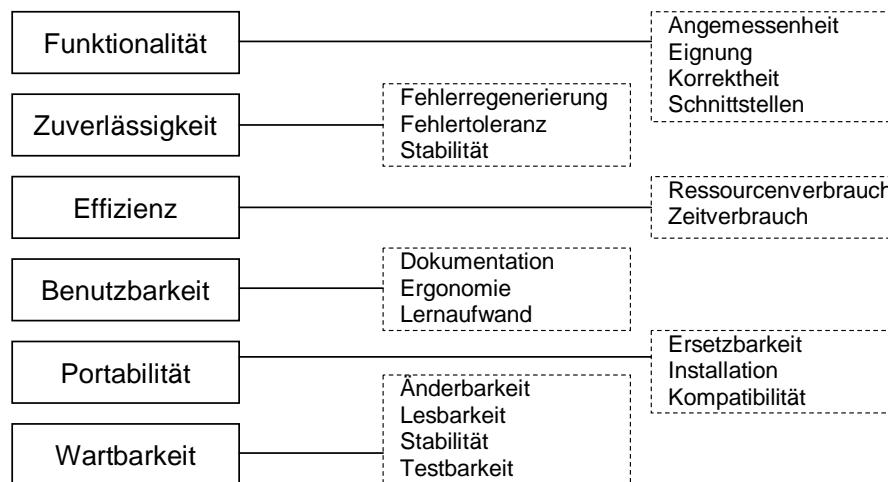 Funktionalität
Angemessenheit
Eignung
Korrektheit
Schnittstellen
Zuverlässigkeit
Fehlerregenerierung
Fehlertoleranz
Stabilität
Effizienz
Ressourcenverbrauch
Zeitverbrauch
Benutzbarkeit
Dokumentation
Ergonomie
Lernaufwand
Portabilität
Ersetzbarkeit
Installation
Kompatibilität
Wartbarkeit
Änderbarkeit
Lesbarkeit
Stabilität
Testbarkeit